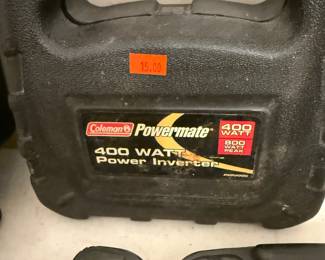 15.00
Coleman Powermate
400 WATT
800 WATT PEAK
400 WATT
Power Inverter